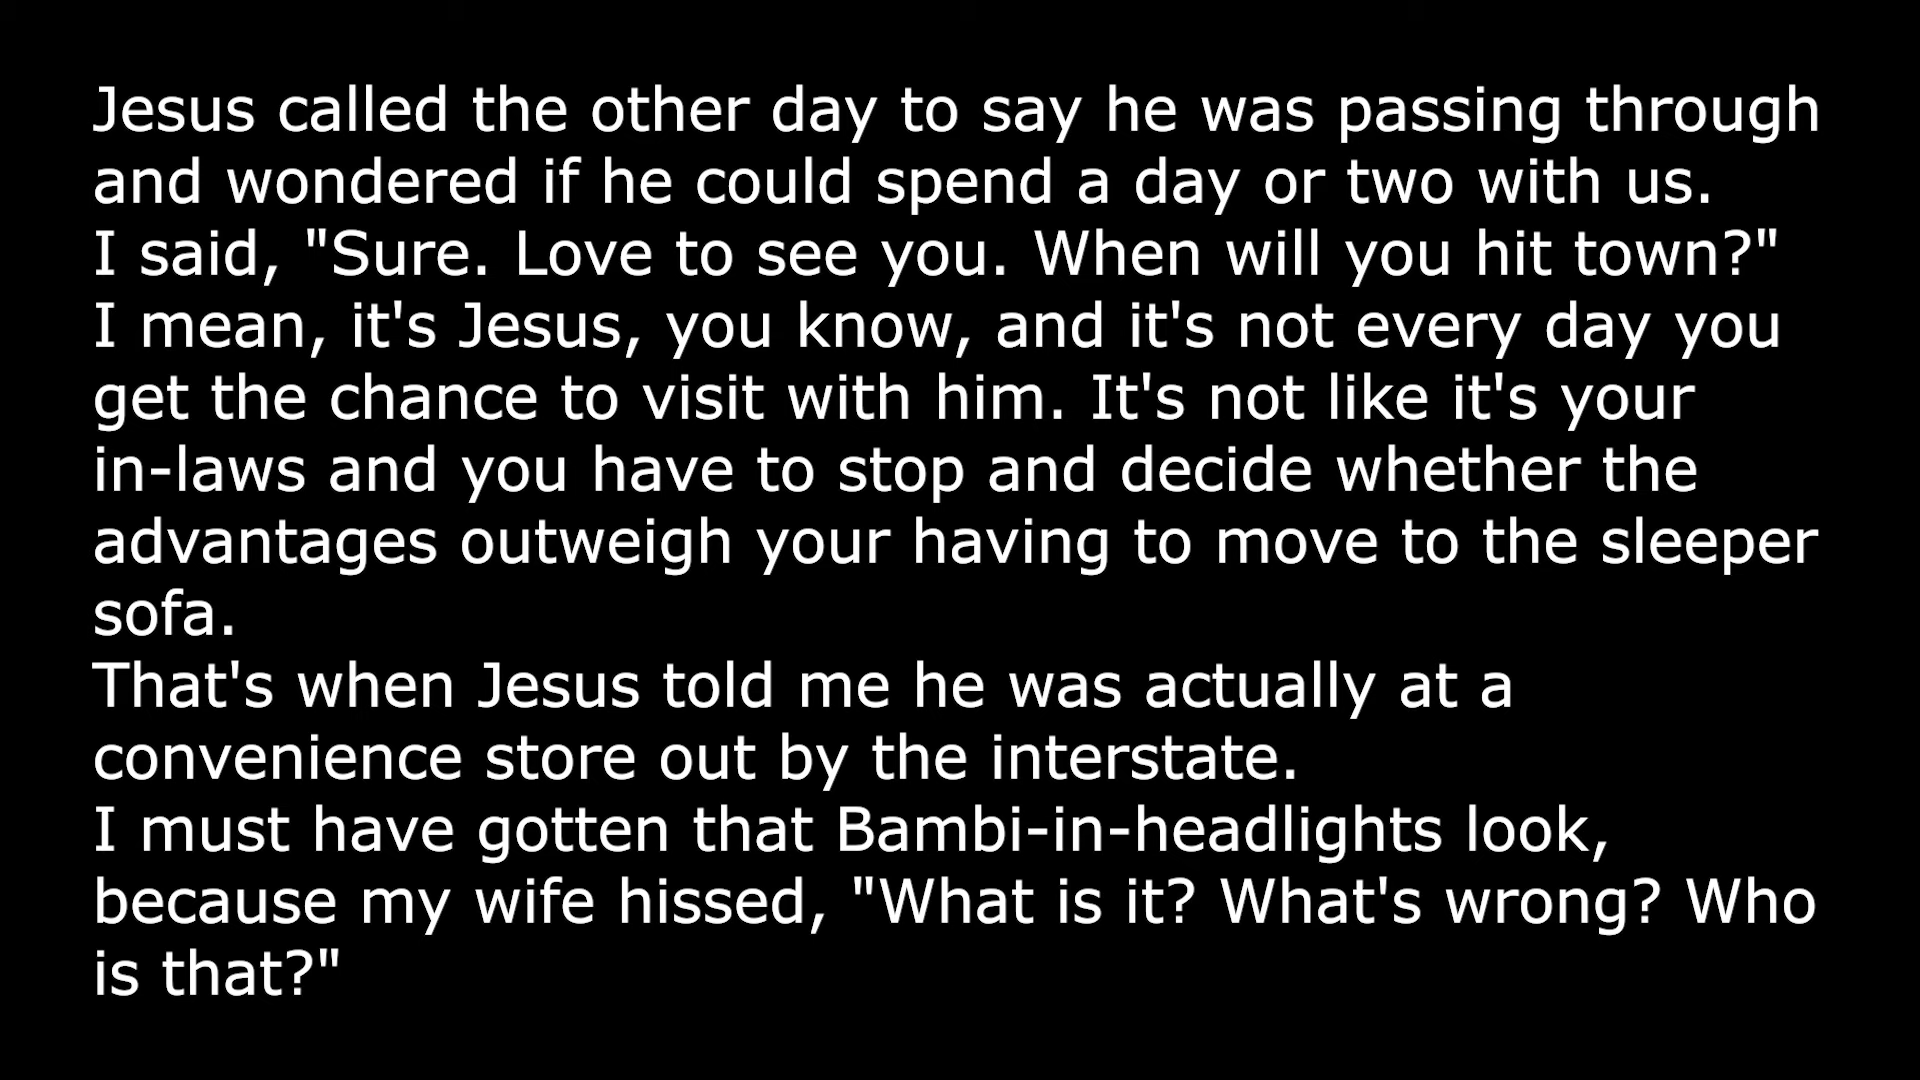 Jesus called the other day to say he was passing through
and wondered if he could spend a day or two with us.
I said, "Sure. Love to see you. When will you hit town?"
I mean, it's Jesus, you know, and it's not every day you
get the chance to visit with him. It's not like it's your
in-laws and you have to stop and decide whether the
advantages outweigh your having to move to the sleeper
sofa.
That's when Jesus told me he was actually at a
convenience store out by the interstate.
I must have gotten that Bambi-in-headlights look,
because my wife hissed, "What is it? What's wrong? Who
is that?"